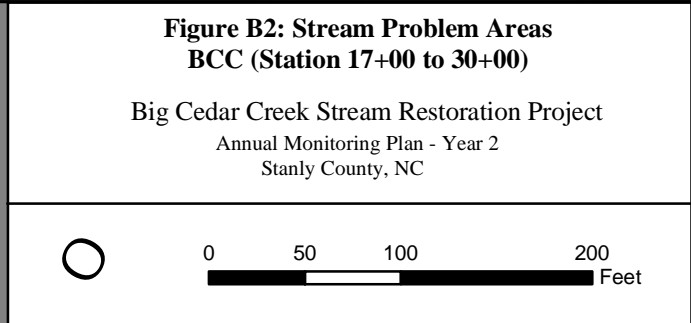 Figure B2: Stream Problem Areas
BCC (Station 17+00 to 30+00)
Big Cedar Creek Stream Restoration Project
Annual Monitoring Plan - Year 2
Stanly County, NC
0 50 100 200
Feet